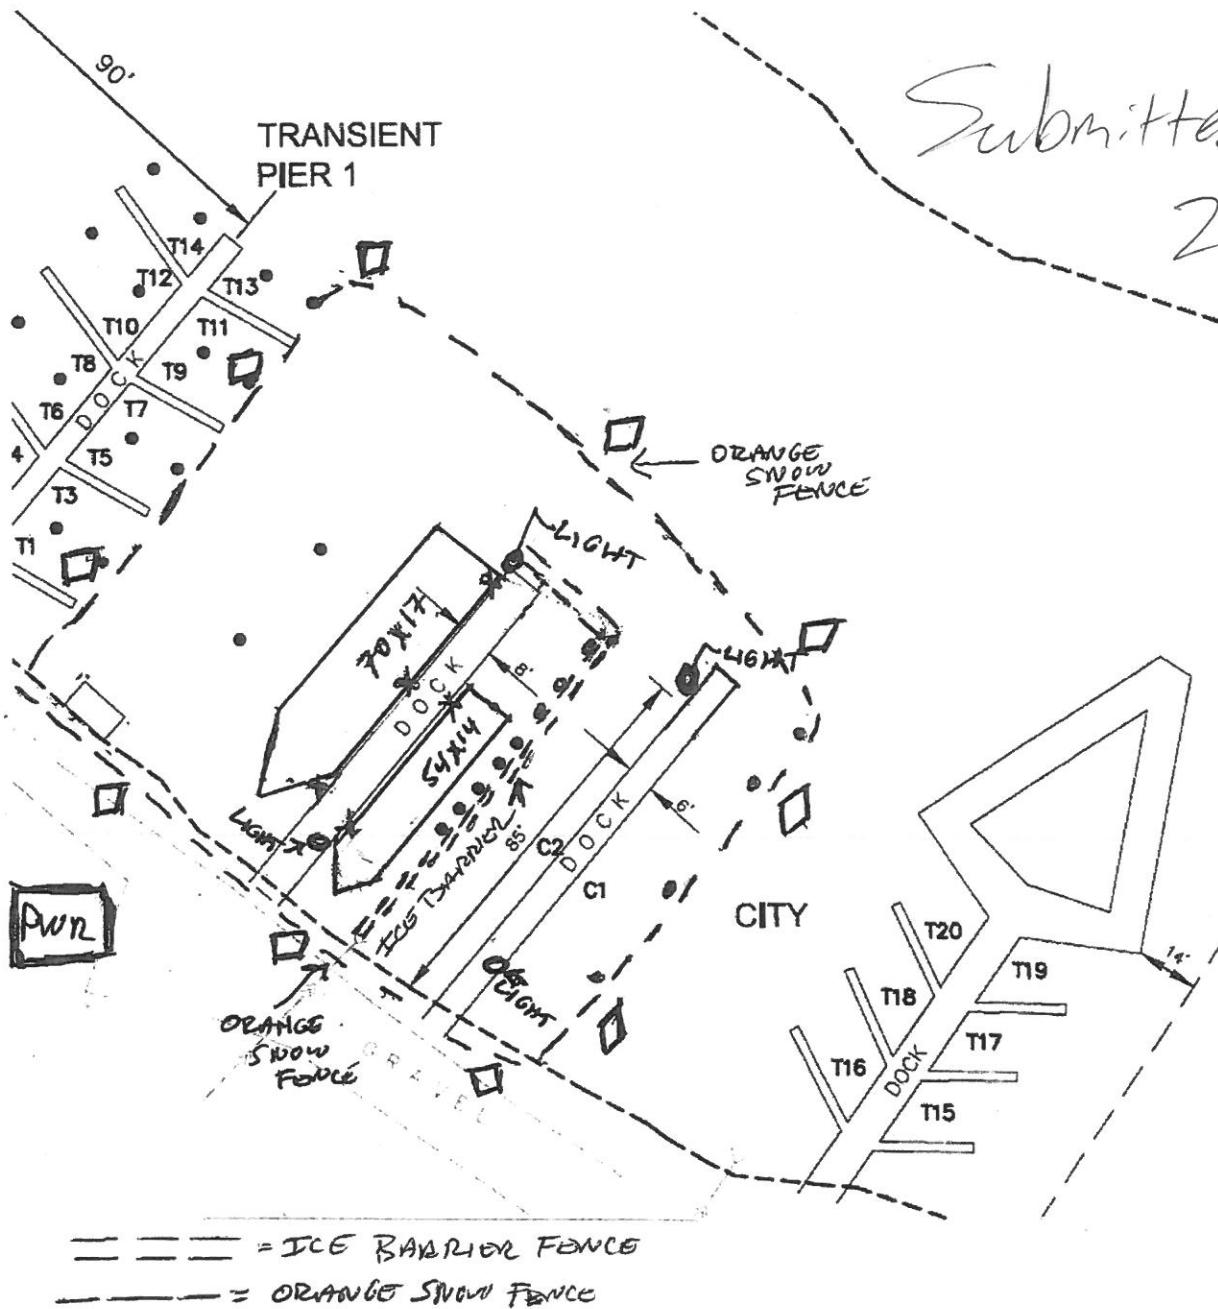 90'
TRANSIENT
PIER 1
Submitte
2
T14
T12
T13
T10
T11
T8
T9
T6
T7
4
T5
T3
T1
DOCK
ORANGE
SNOW
FENCE
LIGHT
70X17
DOCK
8'
54X14
LIGHT
LIGHT
ICE BARRIER
85'
C2
DOCK
6'
C1
CITY
PWR
LIGHT
ORANGE
SNOW
FENCE
GRAVEL
T20
T19
T18
T17
T16
DOCK
T15
= ICE BARRIER FENCE
= ORANGE SNOW FENCE